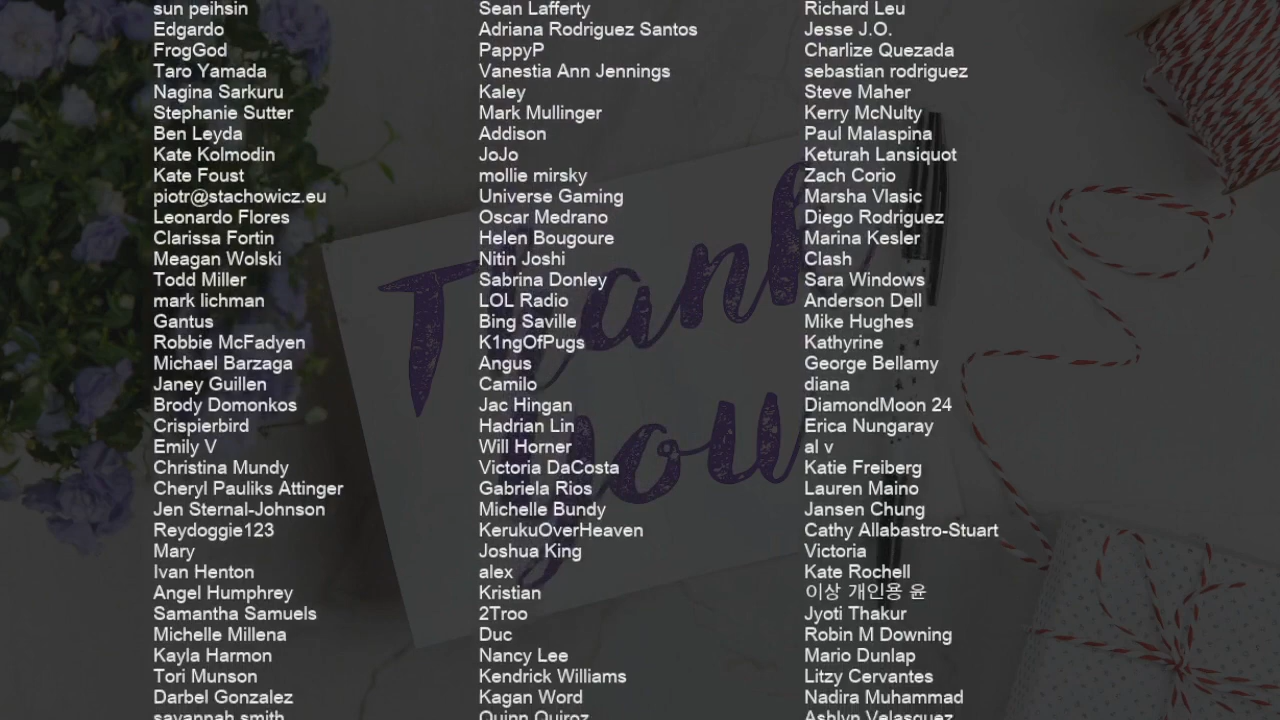 sun peihsin
Edgardo
FrogGod
Taro Yamada
Nagina Sarkuru
Stephanie Sutter
Ben Leyda
Kate Kolmodin
Kate Foust
piotr@stachowicz.eu
Leonardo Flores
Clarissa Fortin
Meagan Wolski
Todd Miller
mark lichman
Gantus
Robbie McFadyen
Michael Barzaga
Janey Guillen
Brody Domonkos
Crispierbird
Emily V
Christina Mundy
Cheryl Pauliks Attinger
Jen Sternal-Johnson
Reydoggie123
Mary
Ivan Henton
Angel Humphrey
Samantha Samuels
Michelle Millena
Kayla Harmon
Tori Munson
Darbel Gonzalez
savannah smith
Sean Lafferty
Adriana Rodriguez Santos
PappyP
Vanestia Ann Jennings
Kaley
Mark Mullinger
Addison
JoJo
mollie mirsky
Universe Gaming
Oscar Medrano
Helen Bougoure
Nitin Joshi
Sabrina Donley
LOL Radio
Bing Saville
K1ngOfPugs
Angus
Camilo
Jac Hingan
Hadrian Lin
Will Horner
Victoria DaCosta
Gabriela Rios
Michelle Bundy
KerukuOverHeaven
Joshua King
alex
Kristian
2Troo
Duc
Nancy Lee
Kendrick Williams
Kagan Word
Quinn Quiroz
Richard Leu
Jesse J.O.
Charlize Quezada
sebastian rodriguez
Steve Maher
Kerry McNulty
Paul Malaspina
Keturah Lansiquot
Zach Corio
Marsha Vlasic
Diego Rodriguez
Marina Kesler
Clash
Sara Windows
Anderson Dell
Mike Hughes
Kathyrine
George Bellamy
diana
DiamondMoon 24
Erica Nungaray
al v
Katie Freiberg
Lauren Maino
Jansen Chung
Cathy Allabastro-Stuart
Victoria
Kate Rochell
이상 개인용 윤
Jyoti Thakur
Robin M Downing
Mario Dunlap
Litzy Cervantes
Nadira Muhammad
Ashlyn Velasquez
Thank
you